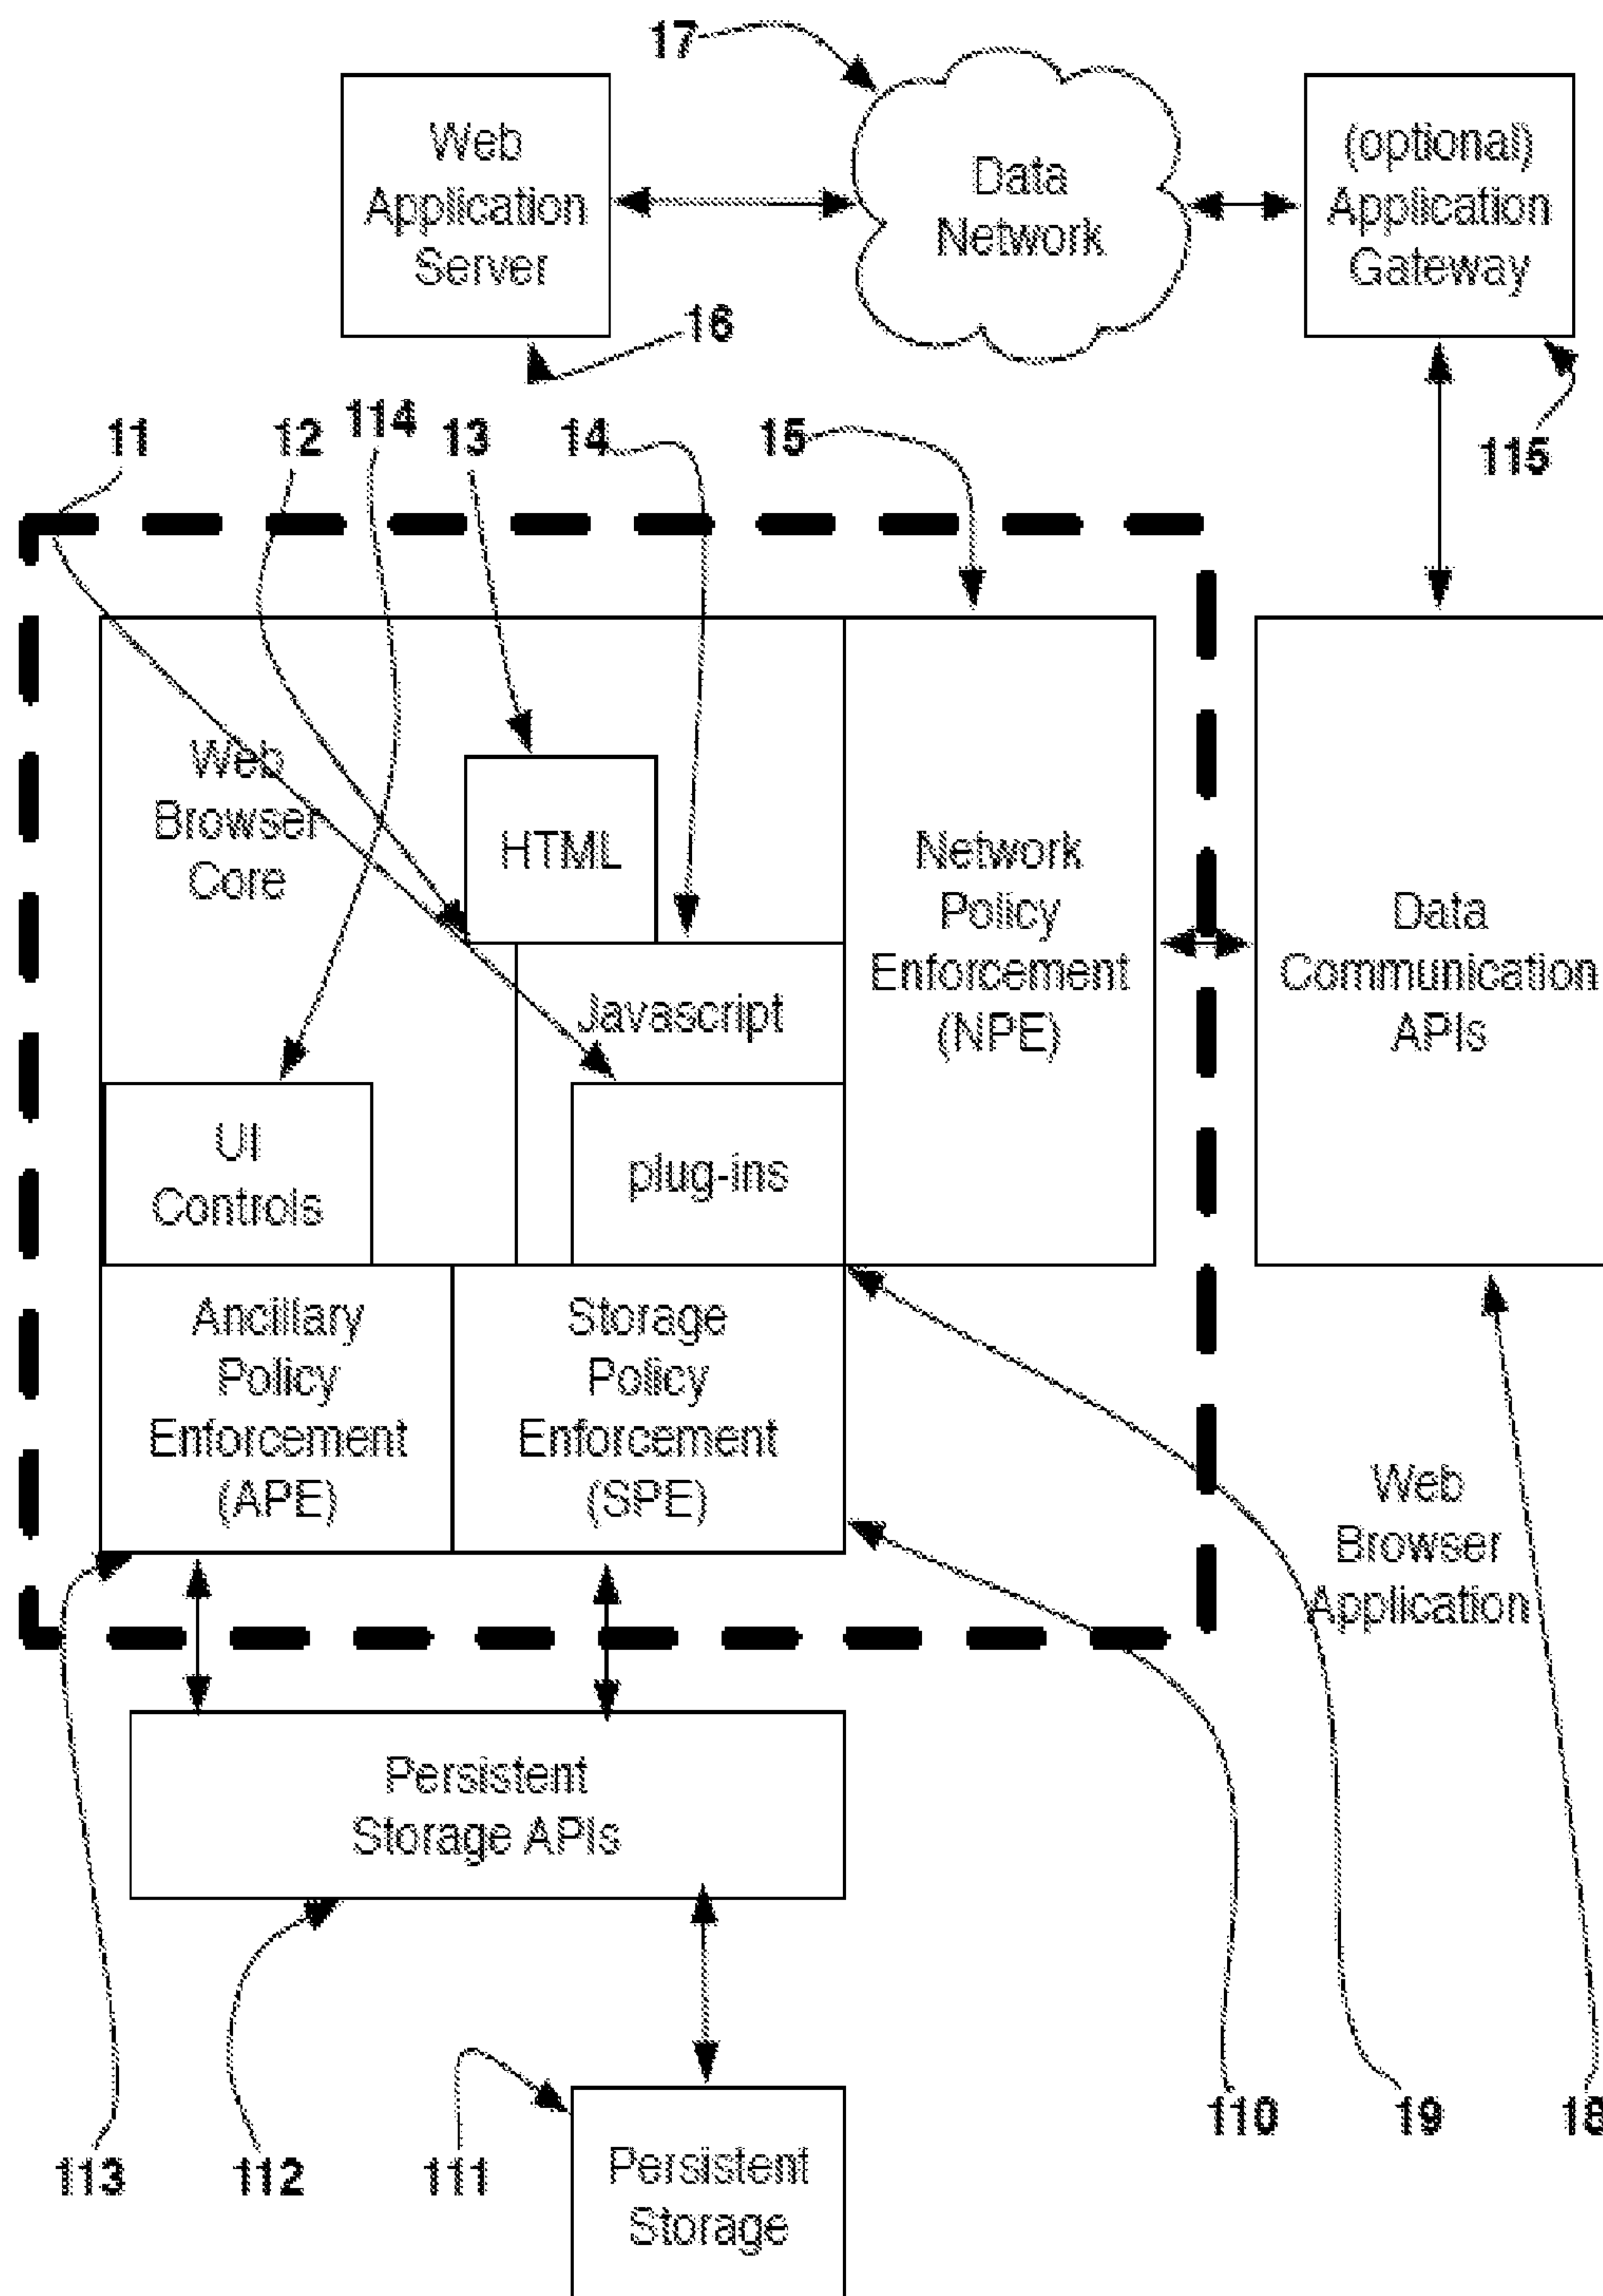 17
Web
Application
Server
Data
Network
(optional)
Application
Gateway
16
115
11
12
114
13
14
15
Web
Browser
Core
HTML
Javascript
UI
Controls
plug-ins
Network
Policy
Enforcement
(NPE)
Data
Communication
APIs
Ancillary
Policy
Enforcement
(APE)
Storage
Policy
Enforcement
(SPE)
Web
Browser
Application
Persistent
Storage APIs
Persistent
Storage
113
112
111
110
19
18